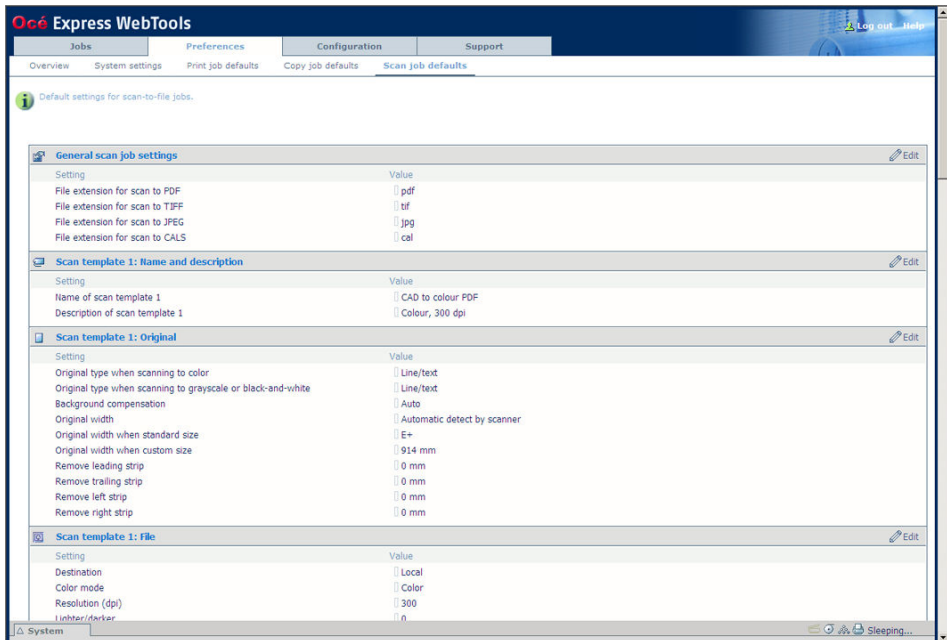 Océ Express WebTools
Log out Help
Jobs Preferences Configuration Support
Overview System settings Print job defaults Copy job defaults Scan job defaults
Default settings for scan-to-file jobs.
General scan job settings Edit
Setting Value
File extension for scan to PDF pdf
File extension for scan to TIFF tif
File extension for scan to JPEG jpg
File extension for scan to CALS cal
Scan template 1: Name and description Edit
Setting Value
Name of scan template 1 CAD to colour PDF
Description of scan template 1 Colour, 300 dpi
Scan template 1: Original Edit
Setting Value
Original type when scanning to color Line/text
Original type when scanning to grayscale or black-and-white Line/text
Background compensation Auto
Original width Automatic detect by scanner
Original width when standard size E+
Original width when custom size 914 mm
Remove leading strip 0 mm
Remove trailing strip 0 mm
Remove left strip 0 mm
Remove right strip 0 mm
Scan template 1: File Edit
Setting Value
Destination Local
Color mode Color
Resolution (dpi) 300
Lighter/darker 0
System Sleeping...